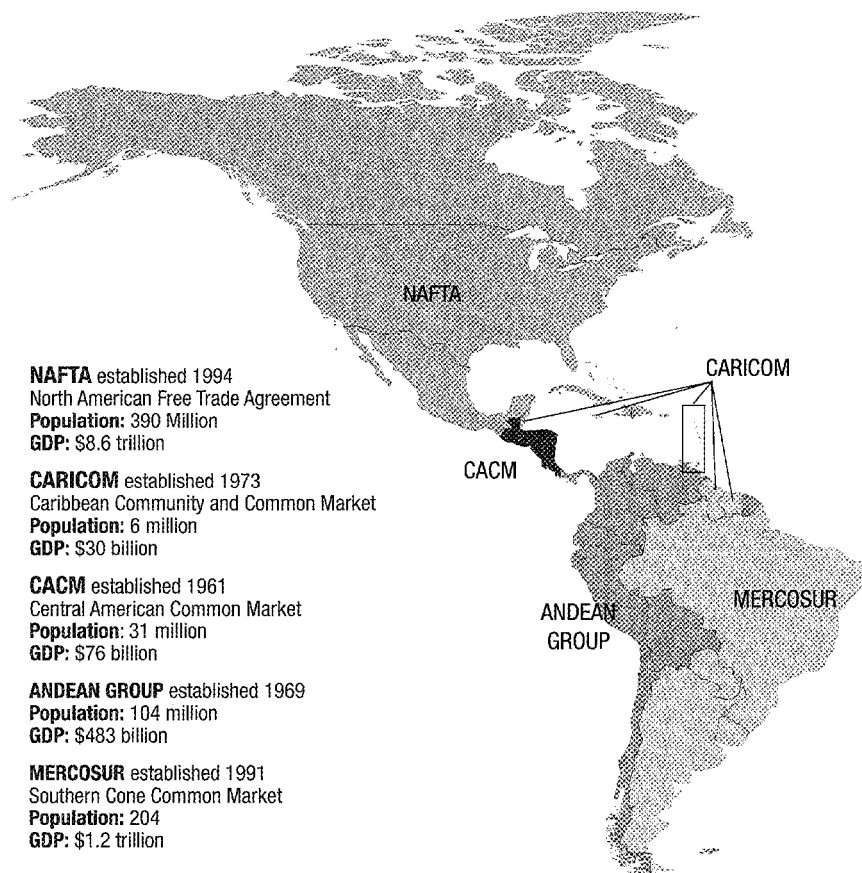 NAFTA
CARICOM
CACM
ANDEAN
GROUP
MERCOSUR
NAFTA established 1994
North American Free Trade Agreement
Population: 390 Million
GDP: $8.6 trillion
CARICOM established 1973
Caribbean Community and Common Market
Population: 6 million
GDP: $30 billion
CACM established 1961
Central American Common Market
Population: 31 million
GDP: $76 billion
ANDEAN GROUP established 1969
Population: 104 million
GDP: $483 billion
MERCOSUR established 1991
Southern Cone Common Market
Population: 204
GDP: $1.2 trillion